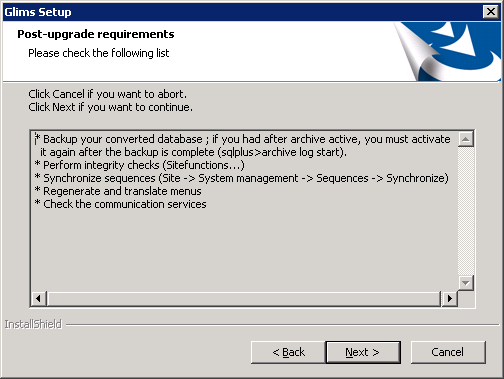 Glims Setup
Post-upgrade requirements
Please check the following list
Click Cancel if you want to abort.
Click Next if you want to continue.
* Backup your converted database ; if you had after archive active, you must activate
it again after the backup is complete (sqlplus>archive log start).
* Perform integrity checks (Sitefunctions...)
* Synchronize sequences (Site -> System management -> Sequences -> Synchronize)
* Regenerate and translate menus
* Check the communication services
InstallShield
< Back
Next >
Cancel